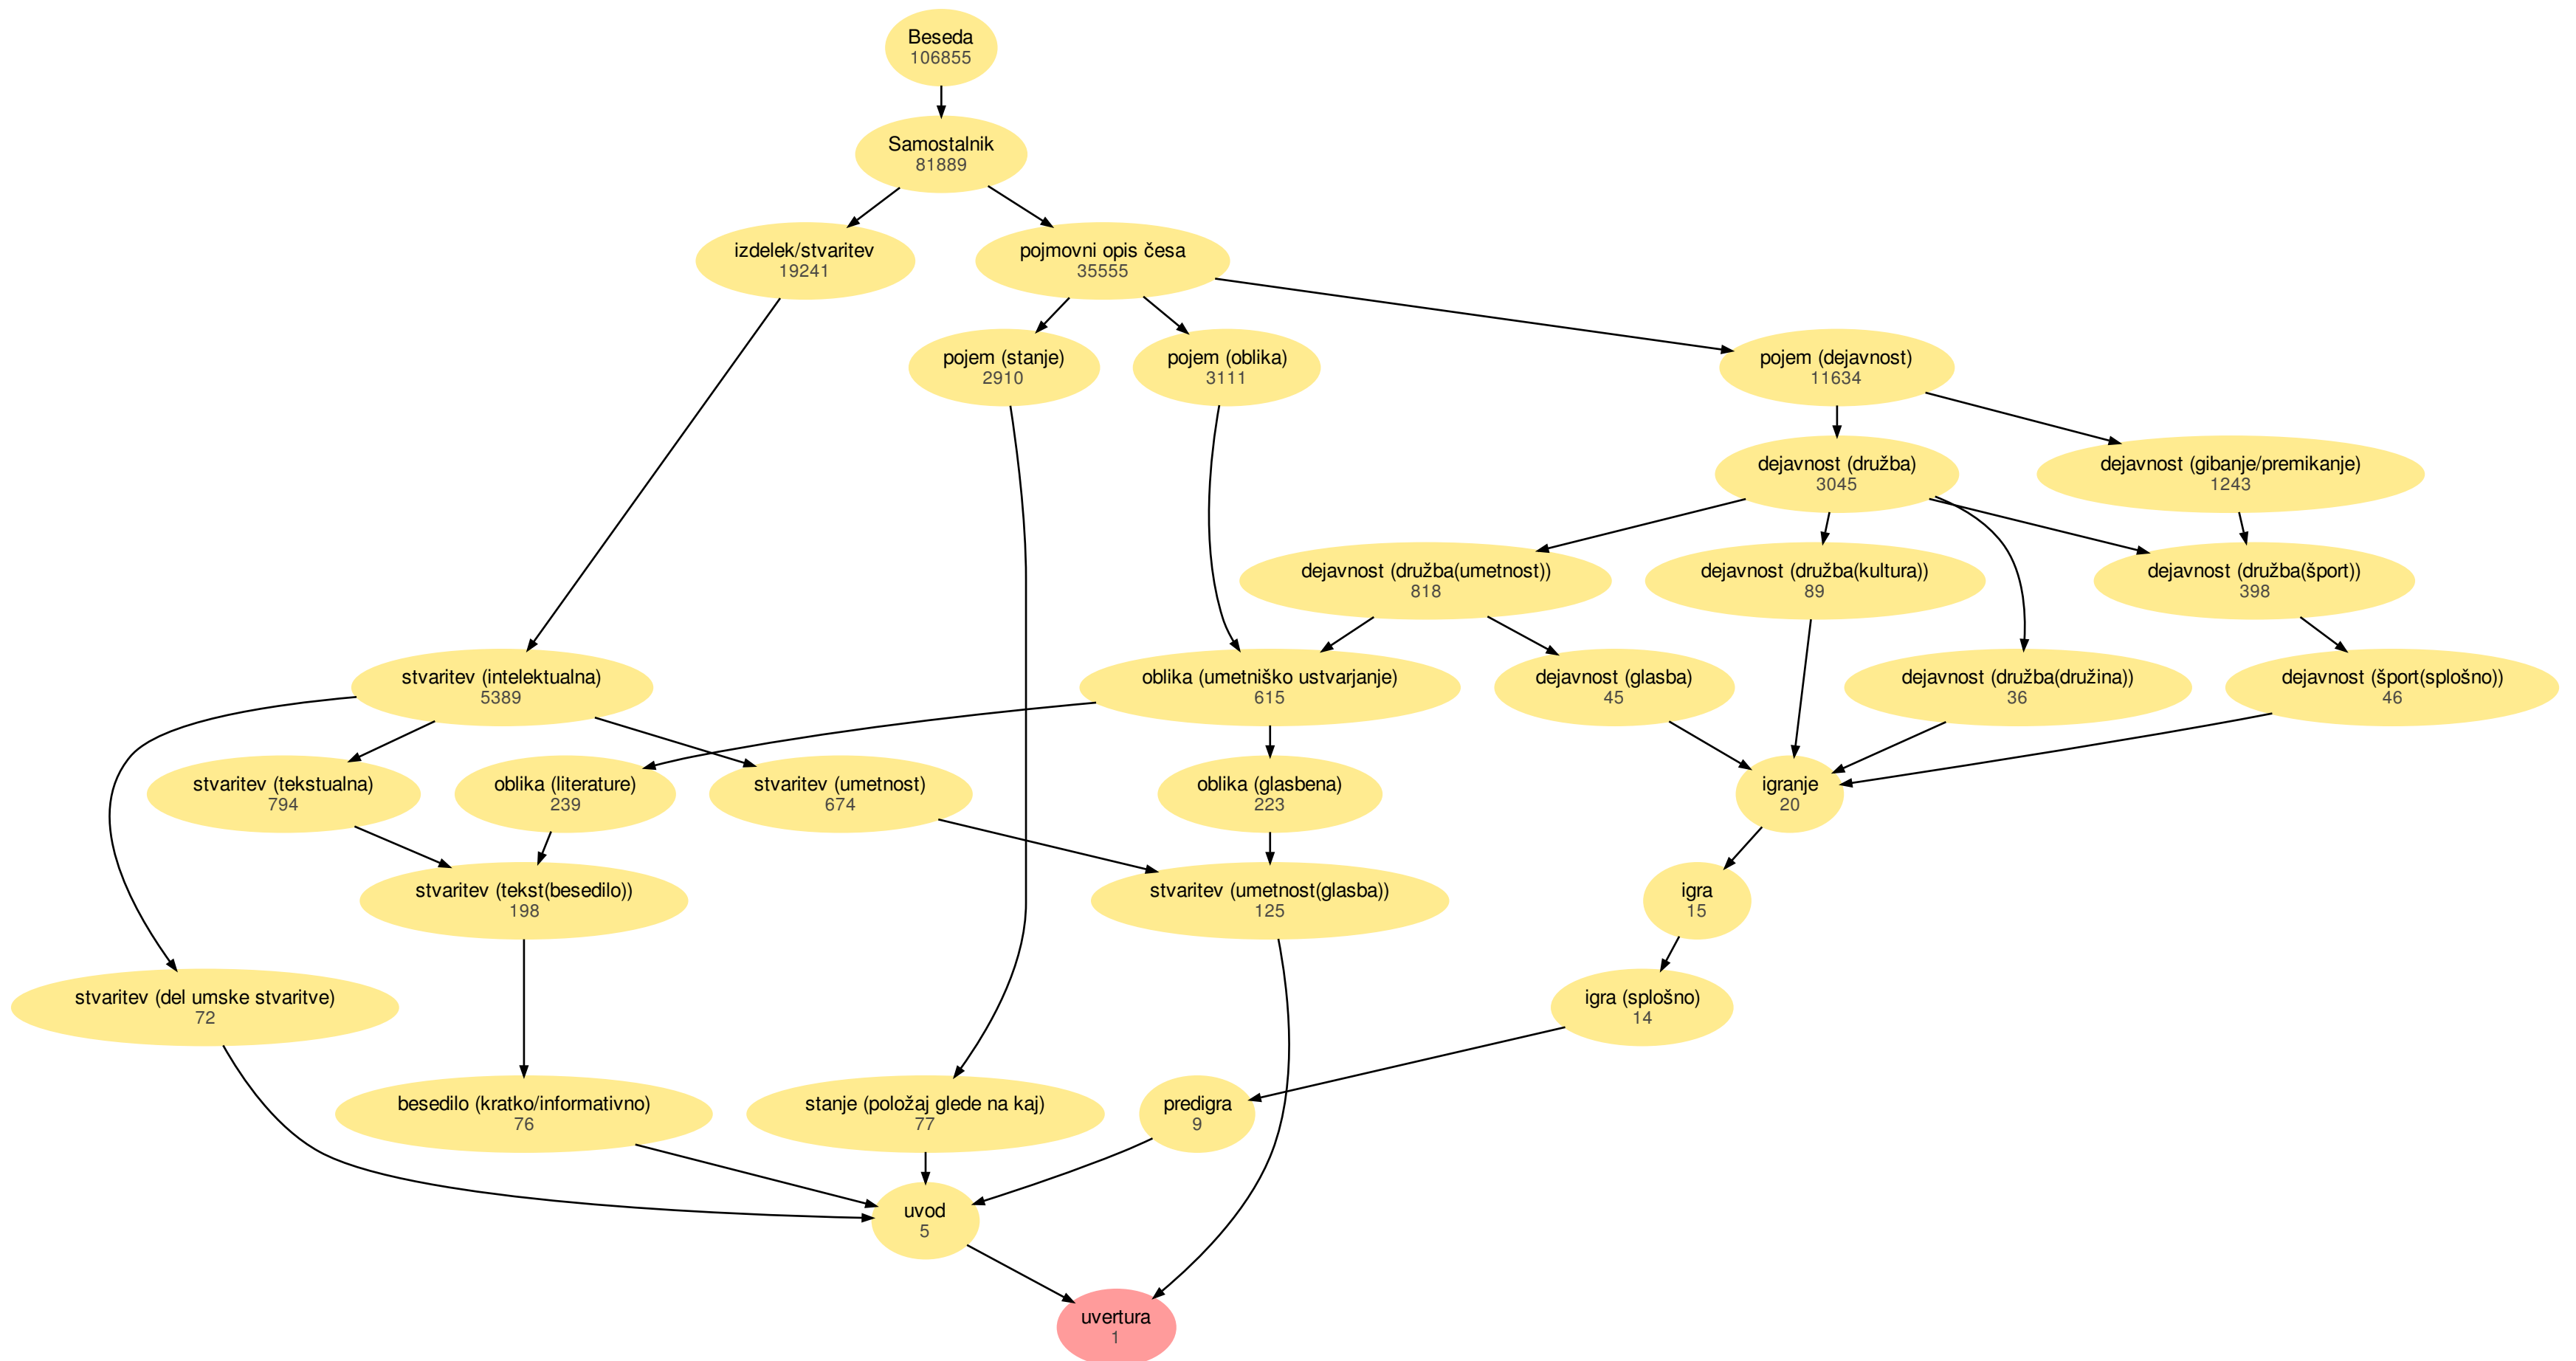 Beseda
106855
Samostalnik
81889
izdelek/stvaritev
19241
pojmovni opis česa
35555
pojem (stanje)
2910
pojem (oblika)
3111
pojem (dejavnost)
11634
dejavnost (družba)
3045
dejavnost (gibanje/premikanje)
1243
dejavnost (družba(umetnost))
818
dejavnost (družba(kultura))
89
dejavnost (družba(šport))
398
stvaritev (intelektualna)
5389
oblika (umetniško ustvarjanje)
615
dejavnost (glasba)
45
dejavnost (družba(družina))
36
dejavnost (šport(splošno))
46
stvaritev (tekstualna)
794
oblika (literature)
239
stvaritev (umetnost)
674
oblika (glasbena)
223
igranje
20
stvaritev (tekst(besedilo))
198
stvaritev (umetnost(glasba))
125
igra
15
stvaritev (del umske stvaritve)
72
igra (splošno)
14
besedilo (kratko/informativno)
76
stanje (položaj glede na kaj)
77
predigra
9
uvod
5
uvertura
1